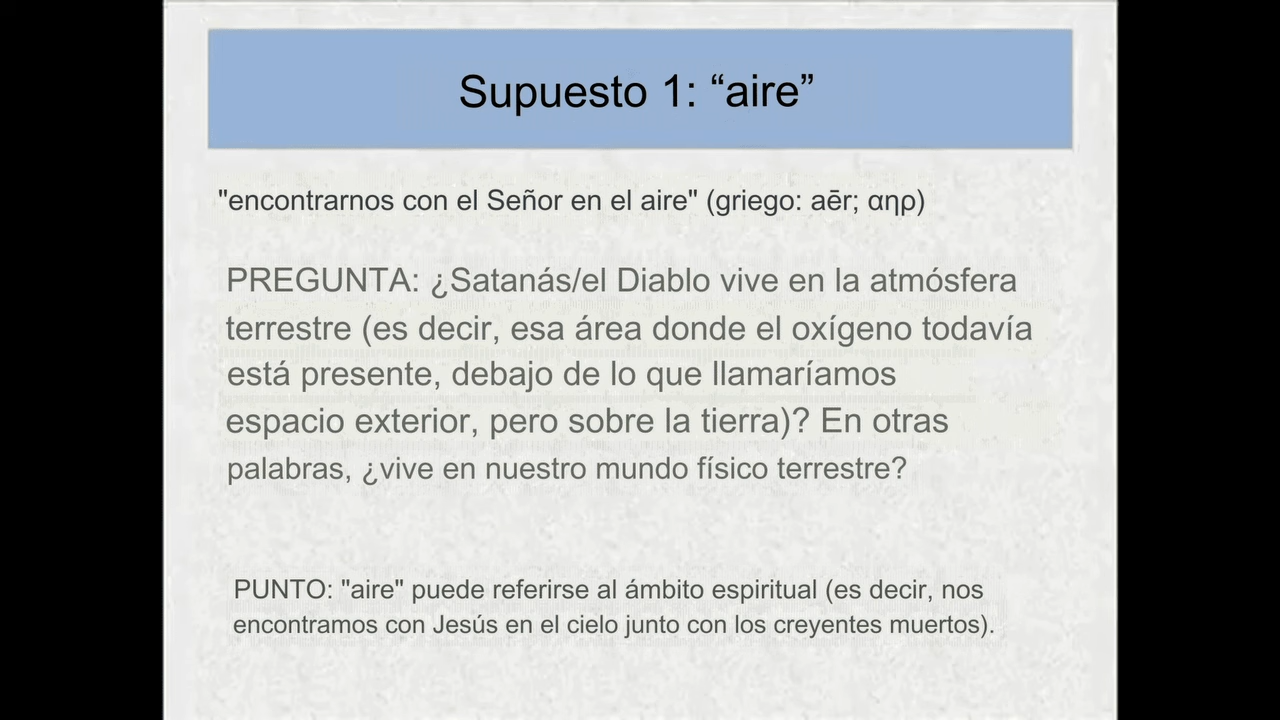 Supuesto 1: “aire”
"encontrarnos con el Señor en el aire" (griego: aēr; αηρ)
PREGUNTA: ¿Satanás/el Diablo vive en la atmósfera
terrestre (es decir, esa área donde el oxígeno todavía
está presente, debajo de lo que llamaríamos
espacio exterior, pero sobre la tierra)? En otras
palabras, ¿vive en nuestro mundo físico terrestre?
PUNTO: "aire" puede referirse al ámbito espiritual (es decir, nos
encontramos con Jesús en el cielo junto con los creyentes muertos).